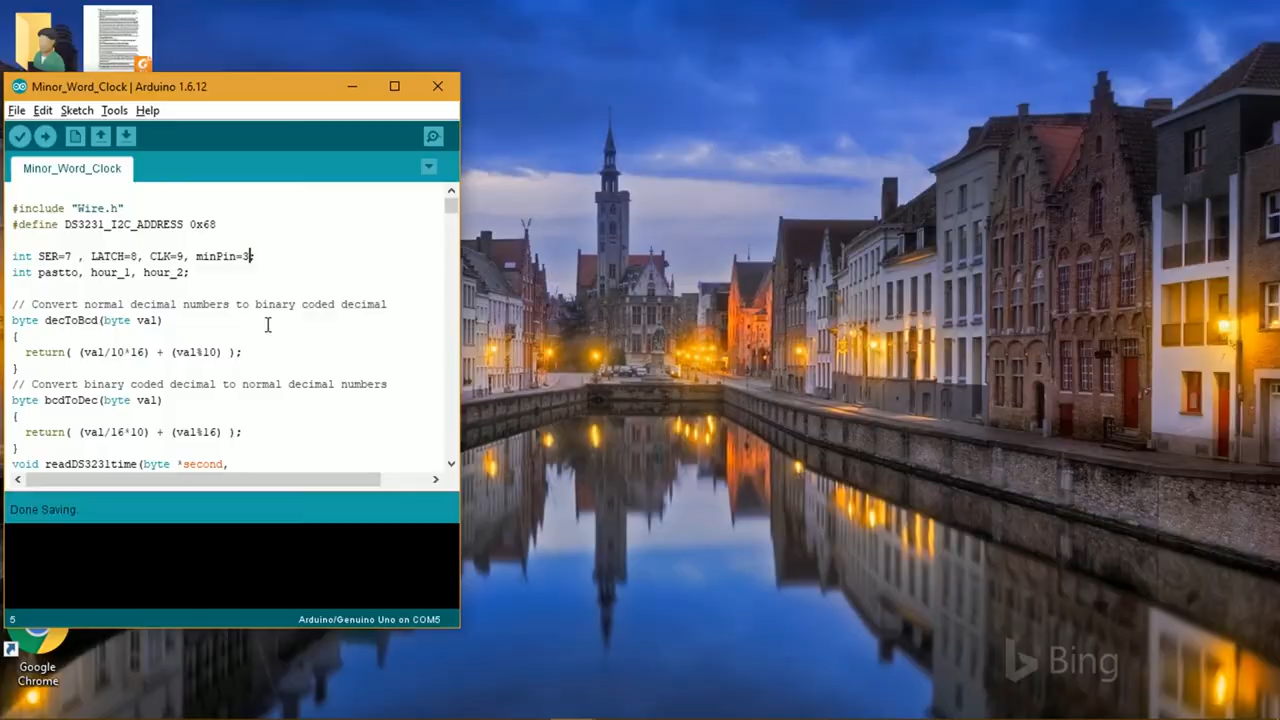 Minor_Word_Clock | Arduino 1.6.12
File Edit Sketch Tools Help
Minor_Word_Clock
#include "Wire.h"
#define DS3231_I2C_ADDRESS 0x68
int SER=7 , LATCH=8, CLK=9, minPin=3;
int pastto, hour_1, hour_2;
// Convert normal decimal numbers to binary coded decimal
byte decToBcd(byte val)
{
return( (val/10*16) + (val%10) );
}
// Convert binary coded decimal to normal decimal numbers
byte bcdToDec(byte val)
{
return( (val/16*10) + (val%16) );
}
void readDS3231time(byte *second,
Done Saving.
5
Arduino/Genuino Uno on COM5
Google
Chrome
Bing